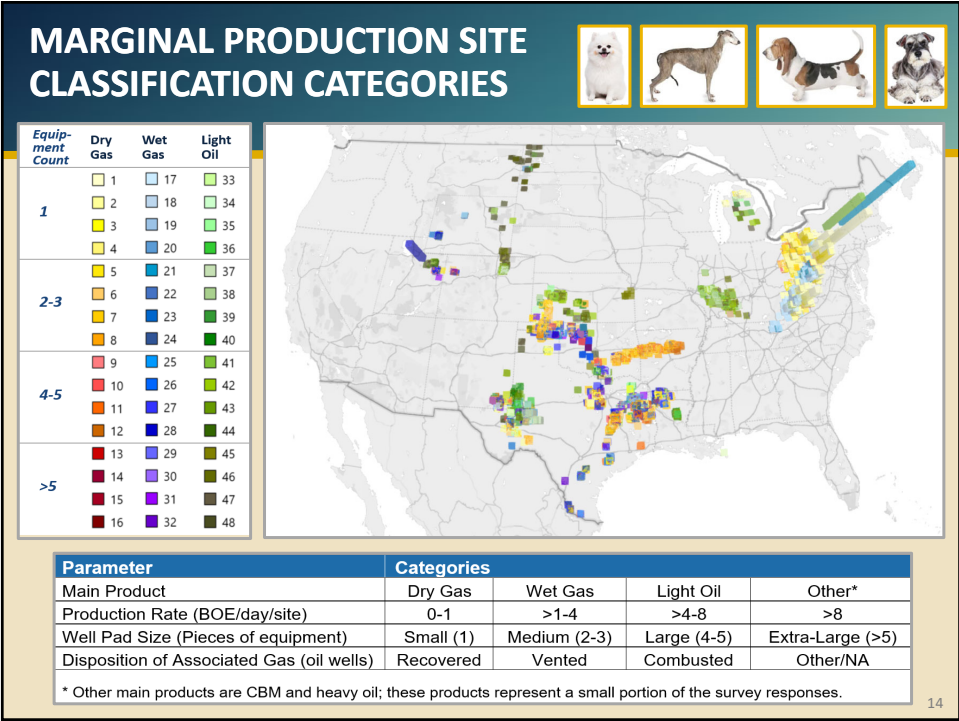 MARGINAL PRODUCTION SITE
CLASSIFICATION CATEGORIES
Equip-
ment
Count
Dry
Gas
Wet
Gas
Light
Oil
1
1 17 33
2 18 34
3 19 35
4 20 36
2-3
5 21 37
6 22 38
7 23 39
8 24 40
4-5
9 25 41
10 26 42
11 27 43
12 28 44
>5
13 29 45
14 30 46
15 31 47
16 32 48
Parameter Categories
Main Product Dry Gas Wet Gas Light Oil Other*
Production Rate (BOE/day/site) 0-1 >1-4 >4-8 >8
Well Pad Size (Pieces of equipment) Small (1) Medium (2-3) Large (4-5) Extra-Large (>5)
Disposition of Associated Gas (oil wells) Recovered Vented Combusted Other/NA
* Other main products are CBM and heavy oil; these products represent a small portion of the survey responses.
14